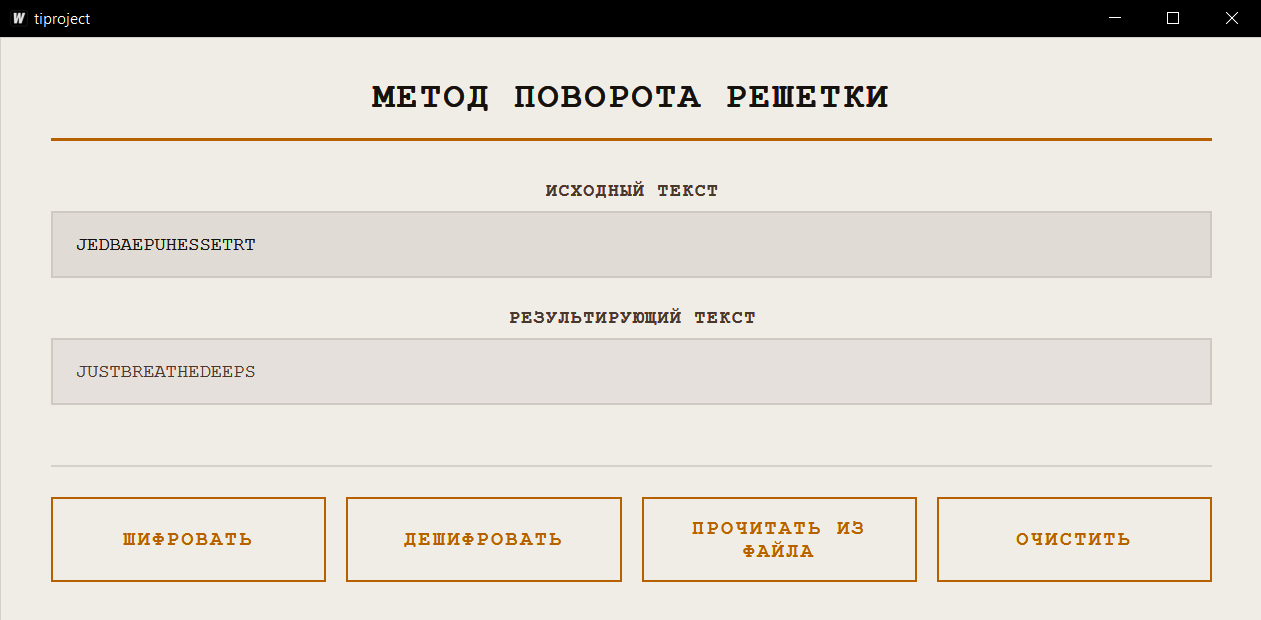 W tiproject
МЕТОД ПОВОРОТА РЕШЕТКИ
ИСХОДНЫЙ ТЕКСТ
JEDBAEPUHESSETRT
РЕЗУЛЬТИРУЮЩИЙ ТЕКСТ
JUSTBREATHEDEEPS
ШИФРОВАТЬ
ДЕШИФРОВАТЬ
ПРОЧИТАТЬ ИЗ
ФАЙЛА
ОЧИСТИТЬ